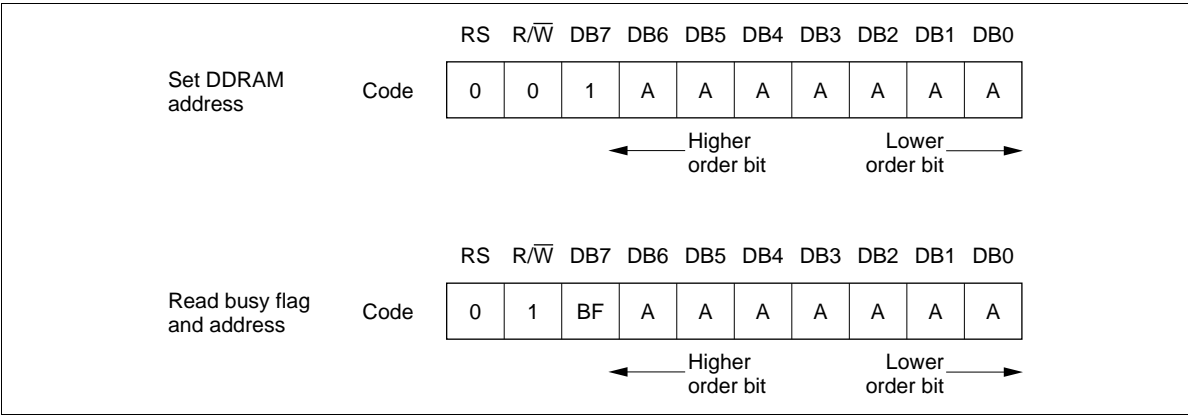 RS R/W̅ DB7 DB6 DB5 DB4 DB3 DB2 DB1 DB0
Set DDRAM
address
Code 0 0 1 A A A A A A A
Higher
order bit
Lower
order bit
RS R/W̅ DB7 DB6 DB5 DB4 DB3 DB2 DB1 DB0
Read busy flag
and address
Code 0 1 BF A A A A A A A
Higher
order bit
Lower
order bit